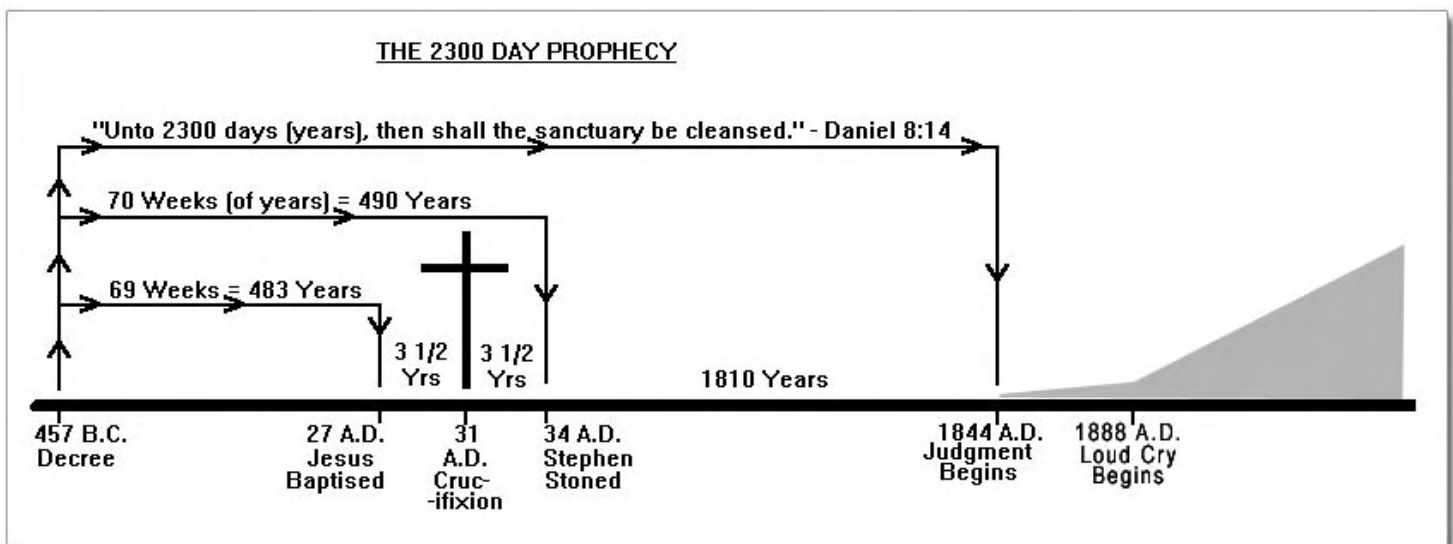 THE 2300 DAY PROPHECY
"Unto 2300 days (years), then shall the sanctuary be cleansed." - Daniel 8:14
70 Weeks (of years) = 490 Years
69 Weeks = 483 Years
3 1/2
Yrs
3 1/2
Yrs
1810 Years
457 B.C.
Decree
27 A.D.
Jesus
Baptised
31
A.D.
Cruc-
-ifixion
34 A.D.
Stephen
Stoned
1844 A.D.
Judgment
Begins
1888 A.D.
Loud Cry
Begins